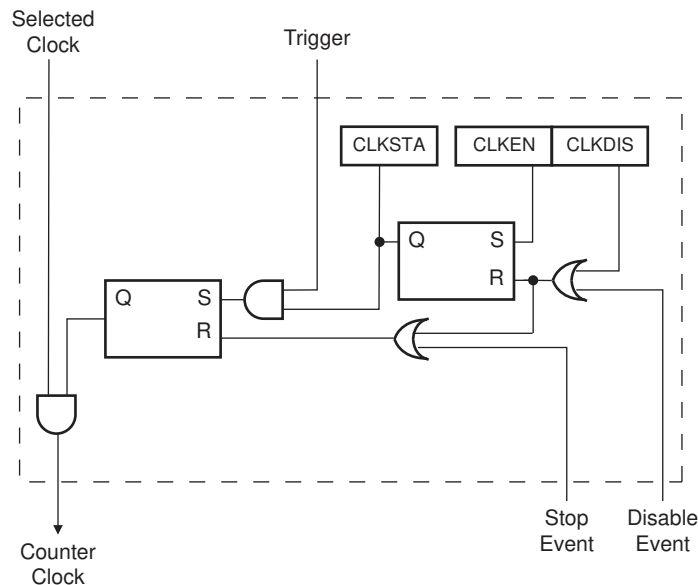 Selected
Clock
Trigger
CLKSTA
CLKEN
CLKDIS
Q
S
R
Q
S
R
Stop
Event
Disable
Event
Counter
Clock